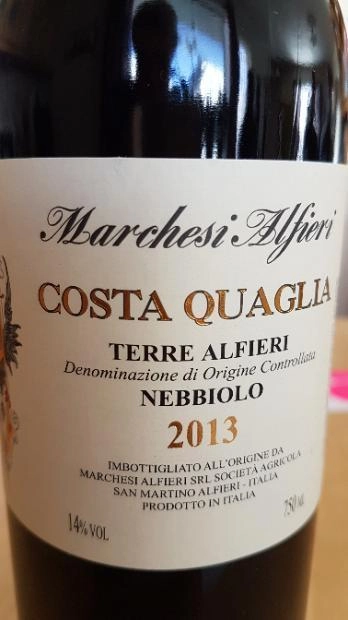 Marchesi Alfieri
COSTA QUAGLIA
TERRE ALFIERI
Denominazione di Origine Controllata
NEBBIOLO
2013
IMBOTTIGLIATO ALL'ORIGINE DA
MARCHESI ALFIERI SRL SOCIETÀ AGRICOLA
SAN MARTINO ALFIERI - ITALIA
PRODOTTO IN ITALIA
14% VOL
750 ML